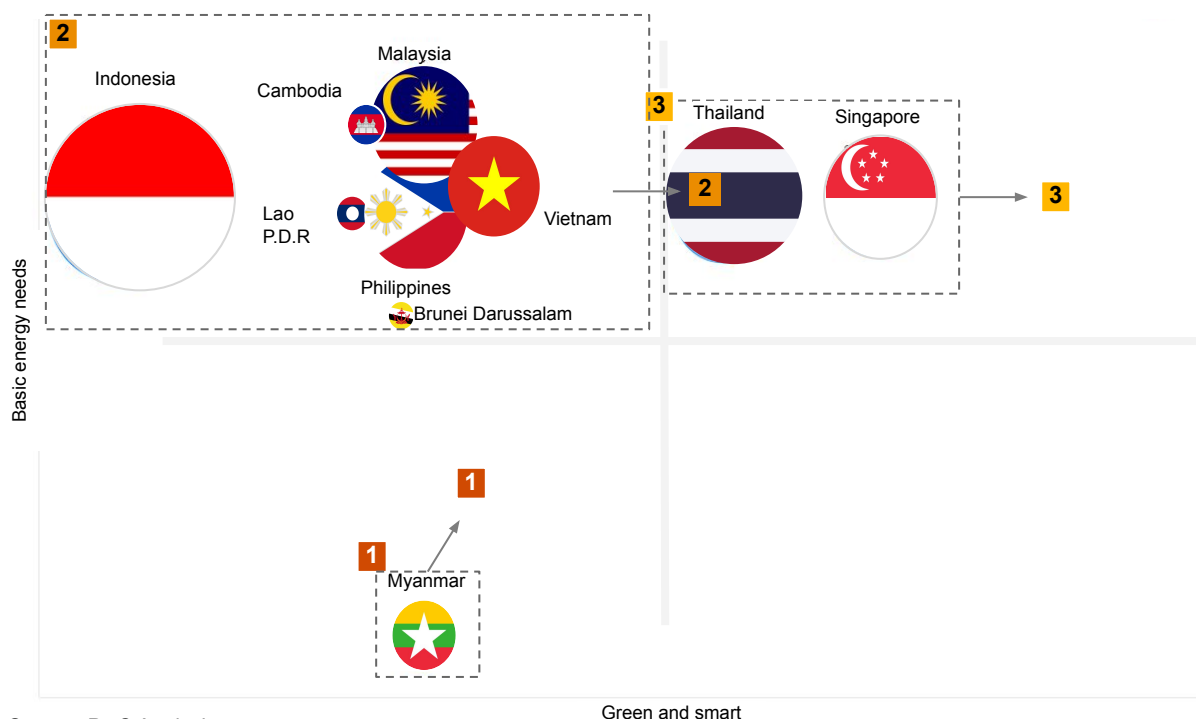 2
Malaysia
Indonesia
Cambodia
3
Thailand
Singapore
2
3
Lao
P.D.R
Vietnam
Philippines
Brunei Darussalam
Basic energy needs
1
1
Myanmar
Green and smart